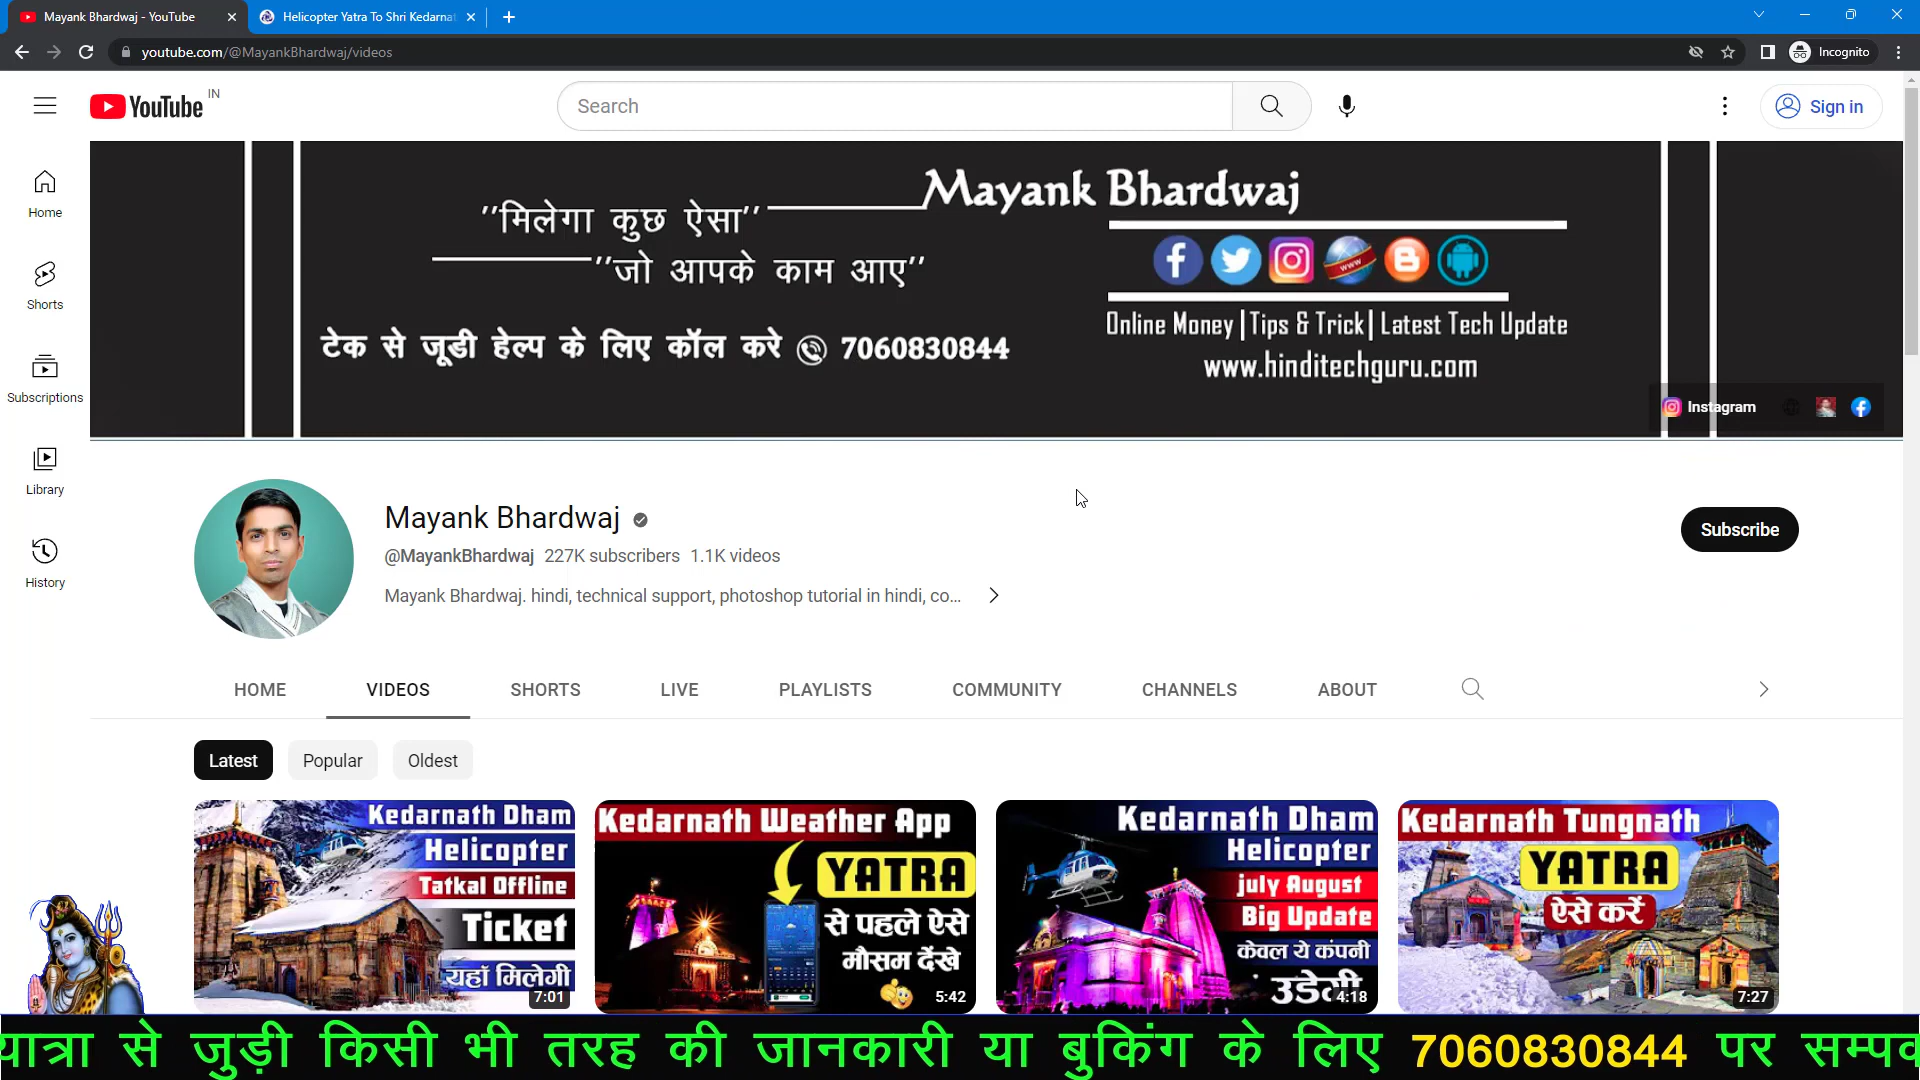 Mayank Bhardwaj - YouTube
Helicopter Yatra To Shri Kedarnat
youtube.com/@MayankBhardwaj/videos
Incognito
YouTube IN
Search
Sign in
Home
Shorts
Subscriptions
Library
History
Mayank Bhardwaj
''मिलेगा कुछ ऐसा''
''जो आपके काम आए''
टेक से जूडी हेल्प के लिए कॉल करे 7060830844
www
Online Money | Tips & Trick | Latest Tech Update
www.hinditechguru.com
Instagram
Mayank Bhardwaj
@MayankBhardwaj 227K subscribers 1.1K videos
Mayank Bhardwaj. hindi, technical support, photoshop tutorial in hindi, co...
Subscribe
HOME VIDEOS SHORTS LIVE PLAYLISTS COMMUNITY CHANNELS ABOUT
Latest Popular Oldest
Kedarnath Dham
Helicopter
Tatkal Offline
Ticket
यहाँ मिलेगी
7:01
Kedarnath Weather App
YATRA
से पहले ऐसे
मौसम देंखे
5:42
Kedarnath Dham
Helicopter
july August
Big Update
केवल ये कंपनी
4:18
Kedarnath Tungnath
YATRA
ऐसे करें
7:27
यात्रा से जुड़ी किसी भी तरह की जानकारी या बुकिंग के लिए 7060830844 पर